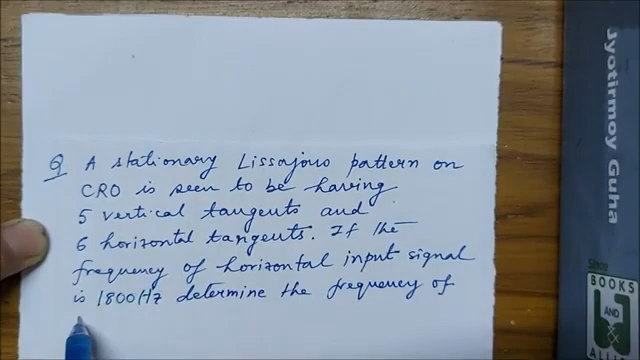 Q A stationary Lissajous pattern on
CRO is seen to be having
5 vertical tangents and
6 horizontal tangents. If the
frequency of horizontal input signal
is 1800Hz determine the frequency of
Jyotirmoy Guha
Since
BOOKS
AND
ALLIED